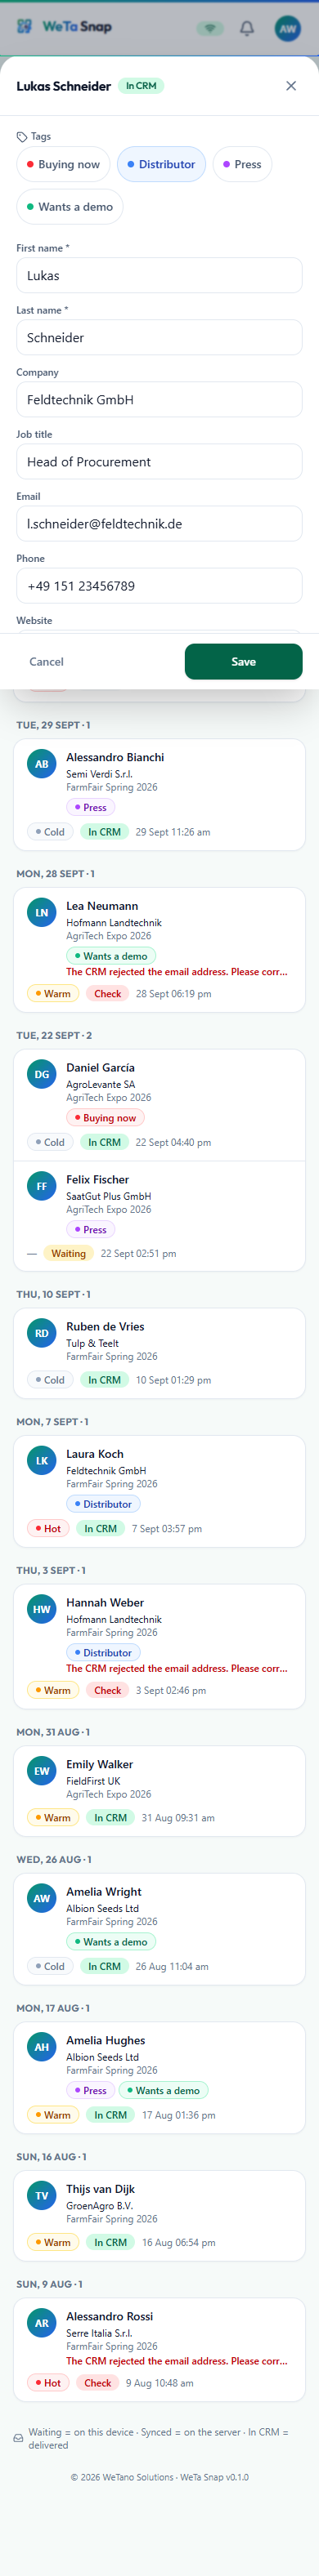 WeTa Snap
AW
Lukas Schneider In CRM
Tags
Buying now Distributor Press
Wants a demo
First name *
Lukas
Last name *
Schneider
Company
Feldtechnik GmbH
Job title
Head of Procurement
Email
l.schneider@feldtechnik.de
Phone
+49 151 23456789
Website
Cancel Save
TUE, 29 SEPT · 1
AB Alessandro Bianchi
Semi Verdi S.r.l.
FarmFair Spring 2026
Press
Cold In CRM 29 Sept 11:26 am
MON, 28 SEPT · 1
LN Lea Neumann
Hofmann Landtechnik
AgriTech Expo 2026
Wants a demo
The CRM rejected the email address. Please corr...
Warm Check 28 Sept 06:19 pm
TUE, 22 SEPT · 2
DG Daniel García
AgroLevante SA
AgriTech Expo 2026
Buying now
Cold In CRM 22 Sept 04:40 pm
FF Felix Fischer
SaatGut Plus GmbH
AgriTech Expo 2026
Press
— Waiting 22 Sept 02:51 pm
THU, 10 SEPT · 1
RD Ruben de Vries
Tulp & Teelt
FarmFair Spring 2026
Cold In CRM 10 Sept 01:29 pm
MON, 7 SEPT · 1
LK Laura Koch
Feldtechnik GmbH
FarmFair Spring 2026
Distributor
Hot In CRM 7 Sept 03:57 pm
THU, 3 SEPT · 1
HW Hannah Weber
Hofmann Landtechnik
FarmFair Spring 2026
Distributor
The CRM rejected the email address. Please corr...
Warm Check 3 Sept 02:46 pm
MON, 31 AUG · 1
EW Emily Walker
FieldFirst UK
AgriTech Expo 2026
Warm In CRM 31 Aug 09:31 am
WED, 26 AUG · 1
AW Amelia Wright
Albion Seeds Ltd
FarmFair Spring 2026
Wants a demo
Cold In CRM 26 Aug 11:04 am
MON, 17 AUG · 1
AH Amelia Hughes
Albion Seeds Ltd
FarmFair Spring 2026
Press Wants a demo
Warm In CRM 17 Aug 01:36 pm
SUN, 16 AUG · 1
TV Thijs van Dijk
GroenAgro B.V.
FarmFair Spring 2026
Warm In CRM 16 Aug 06:54 pm
SUN, 9 AUG · 1
AR Alessandro Rossi
Serre Italia S.r.l.
FarmFair Spring 2026
The CRM rejected the email address. Please corr...
Hot Check 9 Aug 10:48 am
Waiting = on this device · Synced = on the server · In CRM =
delivered
© 2026 WeTano Solutions · WeTa Snap v0.1.0